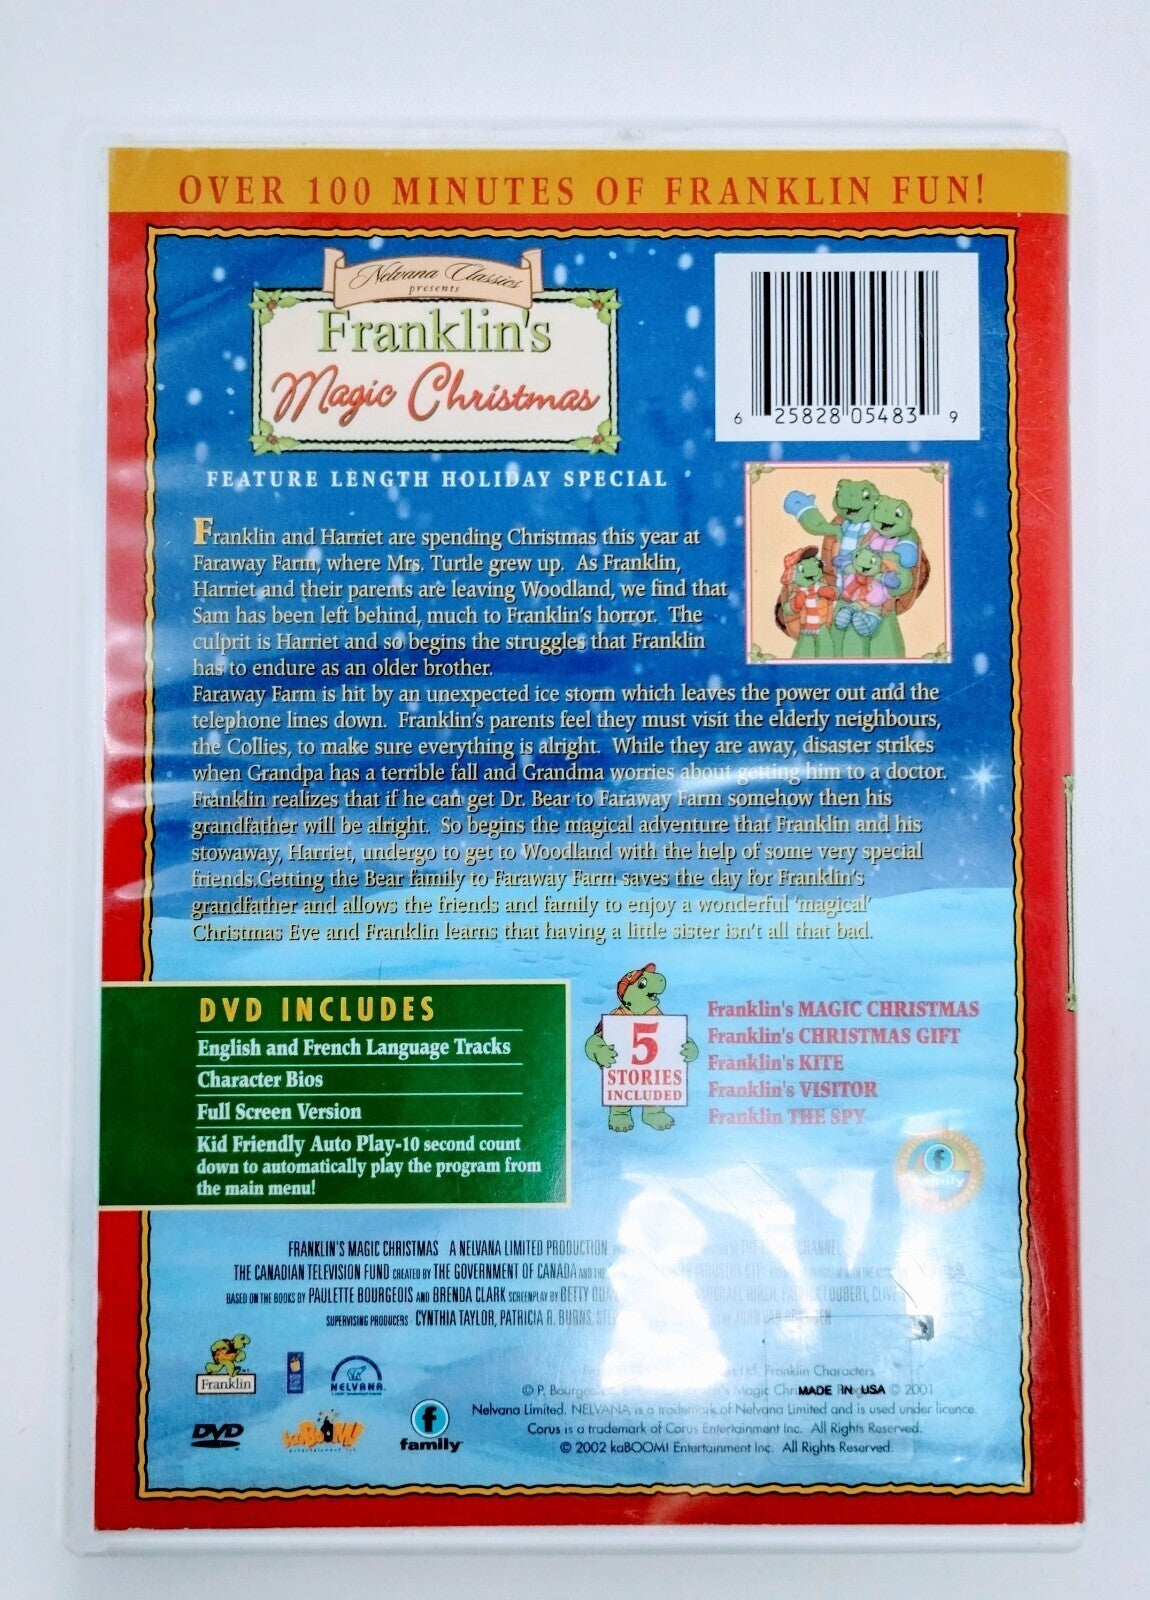 OVER 100 MINUTES OF FRANKLIN FUN!
Nelvana Classics
presents
Franklin's
Magic Christmas
6 25828 05483 9
FEATURE LENGTH HOLIDAY SPECIAL
Franklin and Harriet are spending Christmas this year at
Faraway Farm, where Mrs. Turtle grew up. As Franklin,
Harriet and their parents are leaving Woodland, we find that
Sam has been left behind, much to Franklin's horror. The
culprit is Harriet and so begins the struggles that Franklin
has to endure as an older brother.
Faraway Farm is hit by an unexpected ice storm which leaves the power out and the
telephone lines down. Franklin's parents feel they must visit the elderly neighbours,
the Collies, to make sure everything is alright. While they are away, disaster strikes
when Grandpa has a terrible fall and Grandma worries about getting him to a doctor.
Franklin realizes that if he can get Dr. Bear to Faraway Farm somehow then his
grandfather will be alright. So begins the magical adventure that Franklin and his
stowaway, Harriet, undergo to get to Woodland with the help of some very special
friends.Getting the Bear family to Faraway Farm saves the day for Franklin's
grandfather and allows the friends and family to enjoy a wonderful 'magical'
Christmas Eve and Franklin learns that having a little sister isn't all that bad.
DVD INCLUDES
English and French Language Tracks
Character Bios
Full Screen Version
Kid Friendly Auto Play-10 second count
down to automatically play the program from
the main menu!
5
STORIES
INCLUDED
Franklin's MAGIC CHRISTMAS
Franklin's CHRISTMAS GIFT
Franklin's KITE
Franklin's VISITOR
Franklin THE SPY
f
family
FRANKLIN'S MAGIC CHRISTMAS A NELVANA LIMITED PRODUCTION THE CHANNEL
THE CANADIAN TELEVISION FUND CREATED BY THE GOVERNMENT OF CANADA AND THE INDUSTRY
BASED ON THE BOOKS BY PAULETTE BOURGEOIS AND BRENDA CLARK SCREENPLAY BY BETTY
SUPERVISING PRODUCERS - CYNTHIA TAYLOR, PATRICIA R. BURNS,
Franklin
NELVANA
Ltd. Franklin Characters
© P. Magic MADE IN USA © 2001
Nelvana Limited. NELVANA is a trademark of Nelvana Limited and is used under licence.
Corus is a trademark of Corus Entertainment Inc. All Rights Reserved.
© 2002 kaBOOM! Entertainment Inc. All Rights Reserved.
DVD
kaBOOM!
f
family